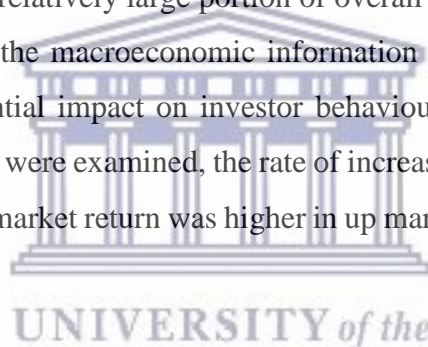 relatively large portion of overall
the macroeconomic information
ntial impact on investor behaviou
were examined, the rate of increas
market return was higher in up mar
UNIVERSITY of the